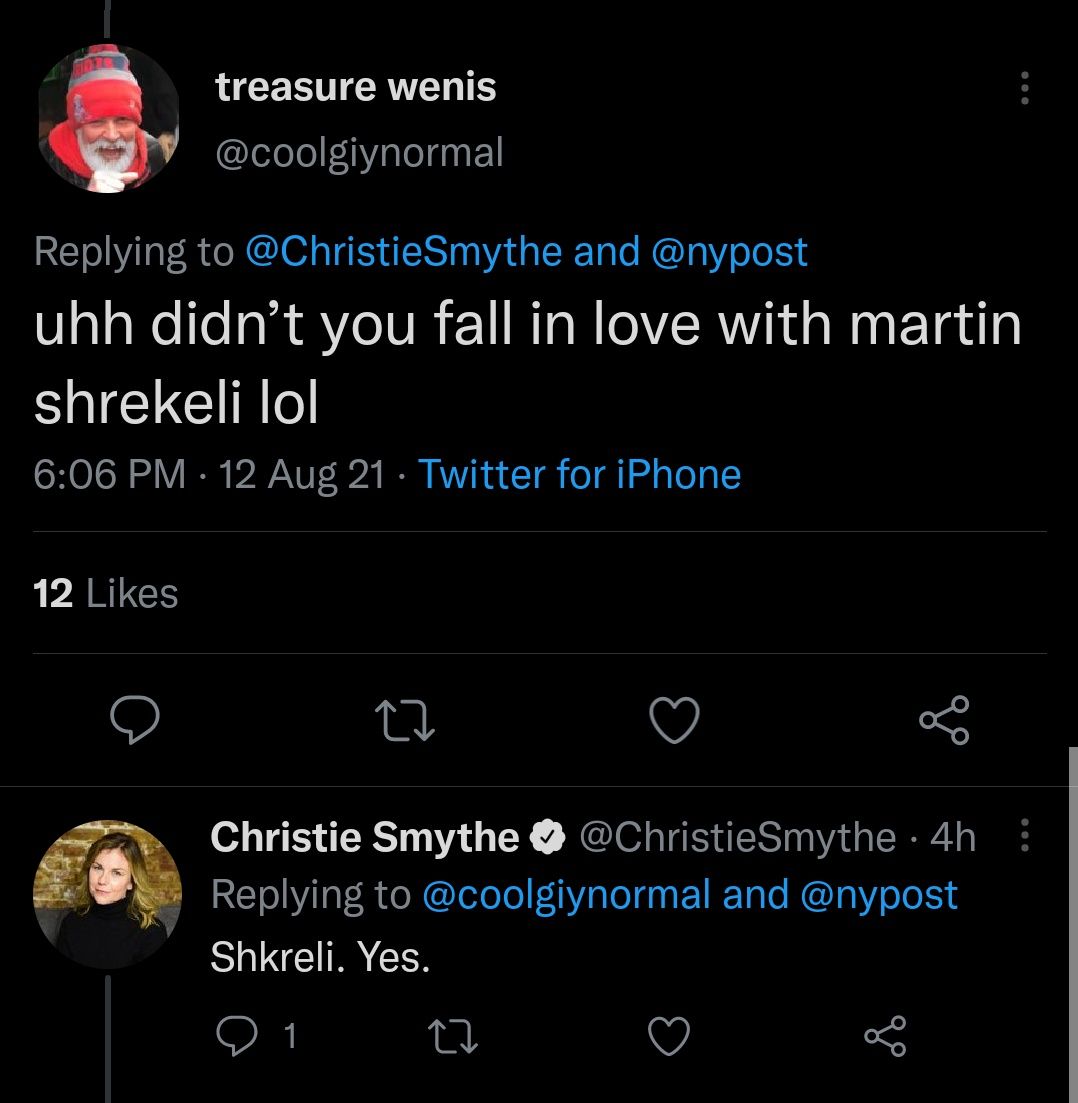 treasure wenis
@coolgiynormal
Replying to @ChristieSmythe and @nypost
uhh didn’t you fall in love with martin
shrekeli lol
6:06 PM · 12 Aug 21 · Twitter for iPhone
12 Likes
Christie Smythe @ChristieSmythe · 4h
Replying to @coolgiynormal and @nypost
Shkreli. Yes.
1